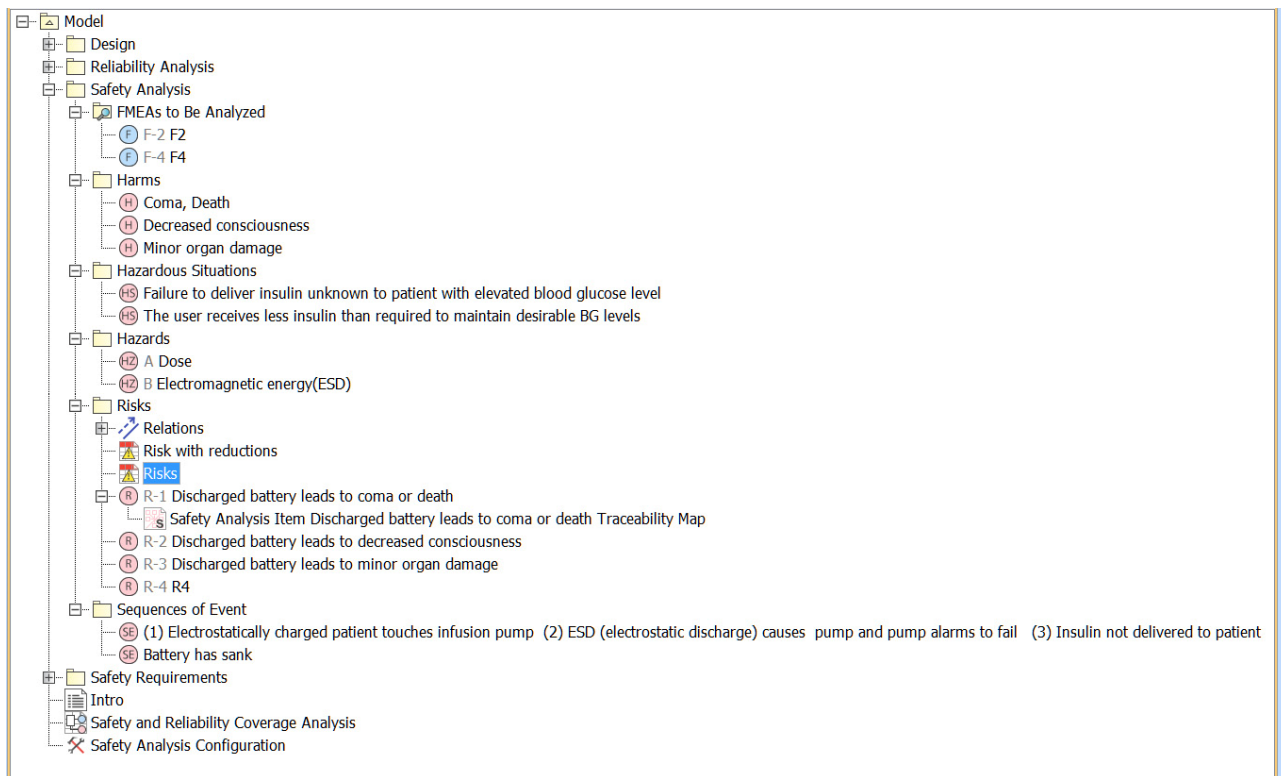 Model
Design
Reliability Analysis
Safety Analysis
FMEAs to Be Analyzed
F F-2 F2
F F-4 F4
Harms
H Coma, Death
H Decreased consciousness
H Minor organ damage
Hazardous Situations
HS Failure to deliver insulin unknown to patient with elevated blood glucose level
HS The user receives less insulin than required to maintain desirable BG levels
Hazards
HZ A Dose
HZ B Electromagnetic energy(ESD)
Risks
Relations
Risk with reductions
Risks
R R-1 Discharged battery leads to coma or death
S Safety Analysis Item Discharged battery leads to coma or death Traceability Map
R R-2 Discharged battery leads to decreased consciousness
R R-3 Discharged battery leads to minor organ damage
R R-4 R4
Sequences of Event
SE (1) Electrostatically charged patient touches infusion pump (2) ESD (electrostatic discharge) causes pump and pump alarms to fail (3) Insulin not delivered to patient
SE Battery has sank
Safety Requirements
Intro
Safety and Reliability Coverage Analysis
Safety Analysis Configuration